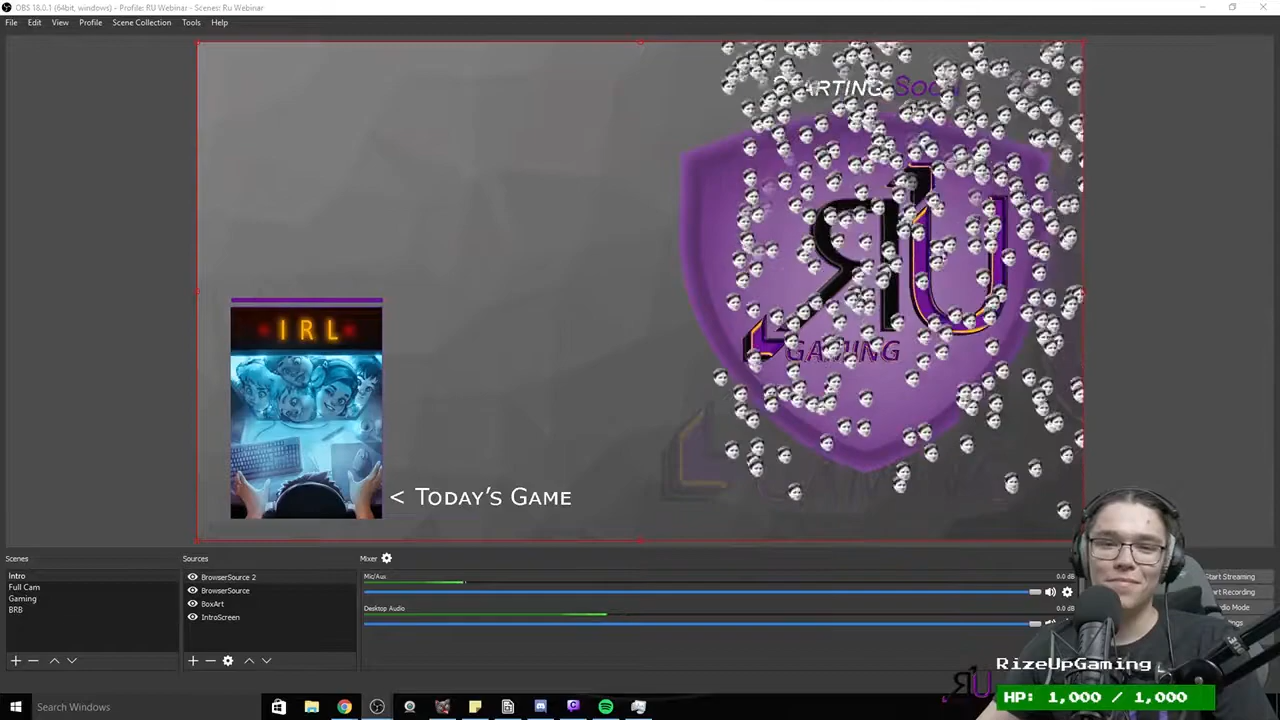 OBS 18.0.1 (64bit, windows) - Profile: RU Webinar - Scenes: Ru Webinar
File Edit View Profile Scene Collection Tools Help
IRL
< Today's Game
RU
GAMING
Scenes
Intro
Full Cam
Gaming
BRB
Sources
BrowserSource 2
BrowserSource
BoxArt
IntroScreen
Mixer
Mic/Aux 0.0 dB
Desktop Audio 0.0 dB
Start Streaming
RizeUpGaming
HP: 1,000 / 1,000
Search Windows